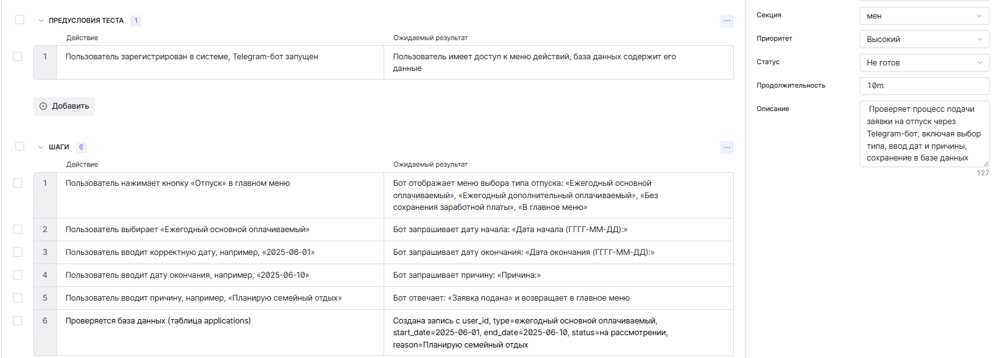 ПРЕДУСЛОВИЯ ТЕСТА 1
Действие
Ожидаемый результат
1
Пользователь зарегистрирован в системе, Telegram-бот запущен
Пользователь имеет доступ к меню действий, база данных содержит его
данные
Добавить
ШАГИ 6
Действие
Ожидаемый результат
1
Пользователь нажимает кнопку «Отпуск» в главном меню
Бот отображает меню выбора типа отпуска: «Ежегодный основной
оплачиваемый», «Ежегодный дополнительный оплачиваемый», «Без
сохранения заработной платы», «В главное меню»
2
Пользователь выбирает «Ежегодный основной оплачиваемый»
Бот запрашивает дату начала: «Дата начала (ГГГГ-ММ-ДД):»
3
Пользователь вводит корректную дату, например, «2025-06-01»
Бот запрашивает дату окончания: «Дата окончания (ГГГГ-ММ-ДД):»
4
Пользователь вводит дату окончания, например, «2025-06-10»
Бот запрашивает причину: «Причина:»
5
Пользователь вводит причину, например, «Планирую семейный отдых»
Бот отвечает: «Заявка подана» и возвращает в главное меню
6
Проверяется база данных (таблица applications)
Создана запись с user_id, type=ежегодный основной оплачиваемый,
start_date=2025-06-01, end_date=2025-06-10, status=на рассмотрении,
reason=Планирую семейный отдых
Секция
мен
Приоритет
Высокий
Статус
Не готов
Продолжительность
10m
Описание
Проверяет процесс подачи
заявки на отпуск через
Telegram-бот, включая выбор
типа, ввод дат и причины,
сохранение в базе данных
127